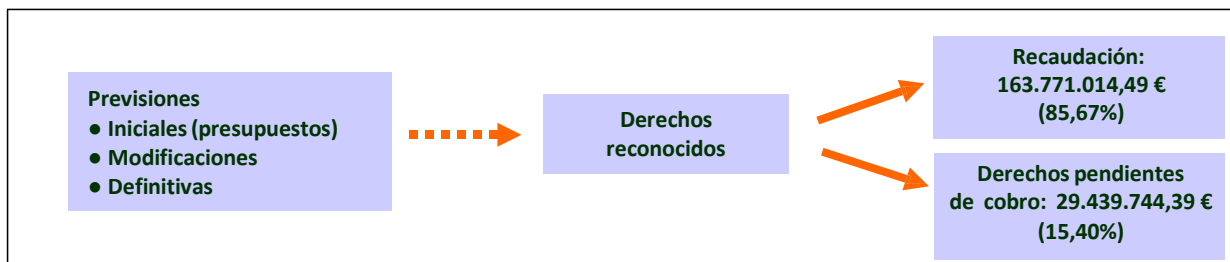 Previsiones
● Iniciales (presupuestos)
● Modificaciones
● Definitivas
Derechos
reconocidos
Recaudación:
163.771.014,49 €
(85,67%)
Derechos pendientes
de cobro: 29.439.744,39 €
(15,40%)